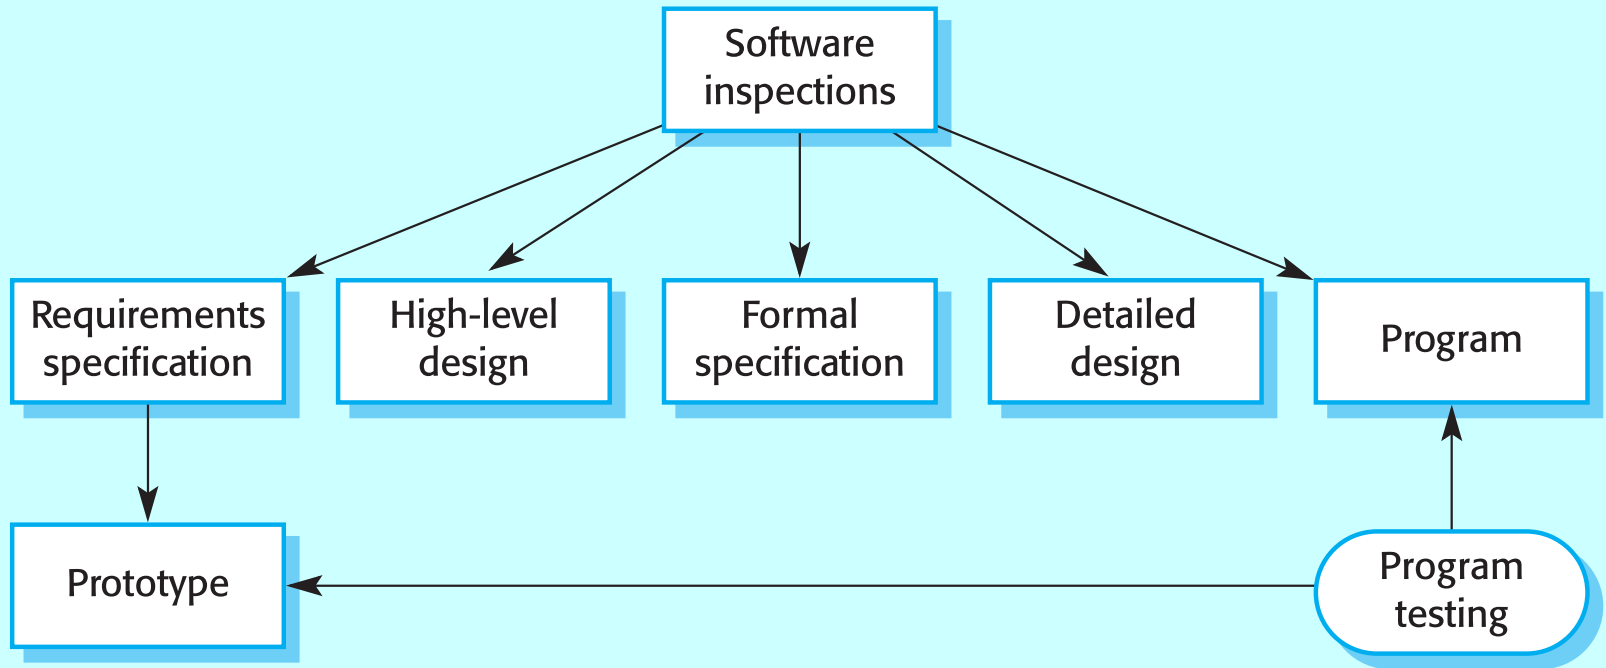 Software
inspections
Requirements
specification
High-level
design
Formal
specification
Detailed
design
Program
Prototype
Program
testing